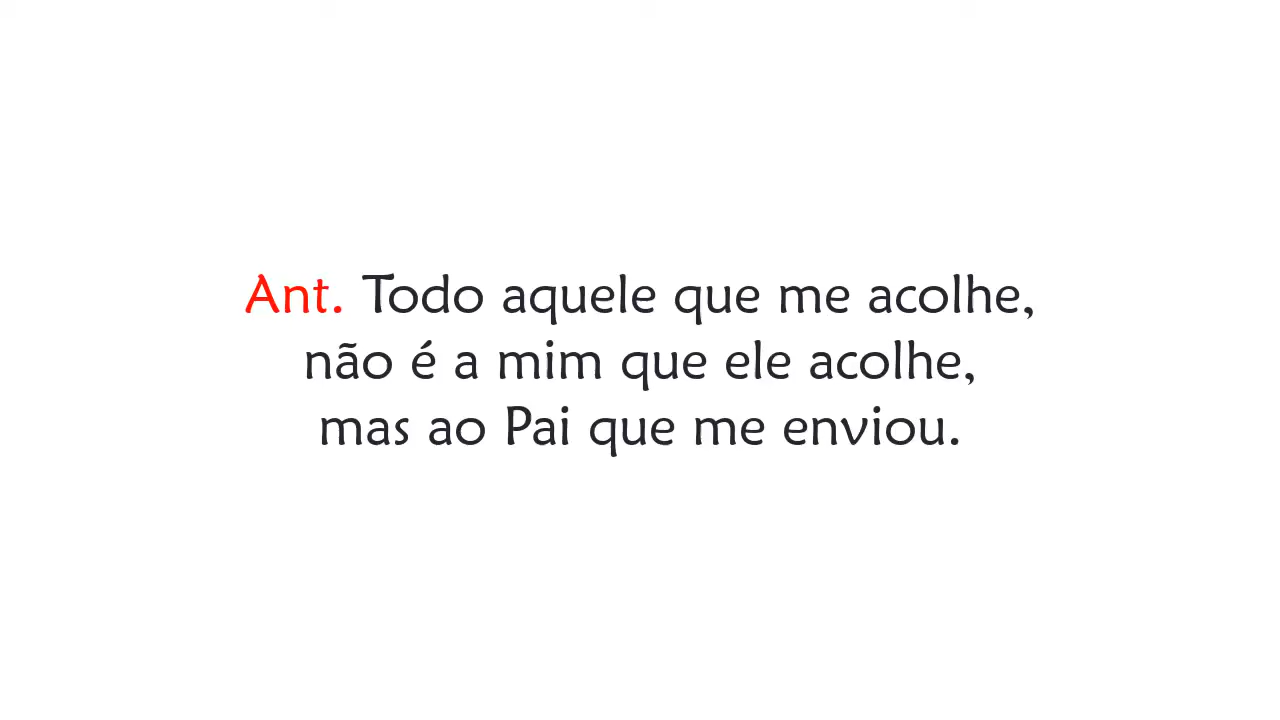 Ant. Todo aquele que me acolhe,
não é a mim que ele acolhe,
mas ao Pai que me enviou.